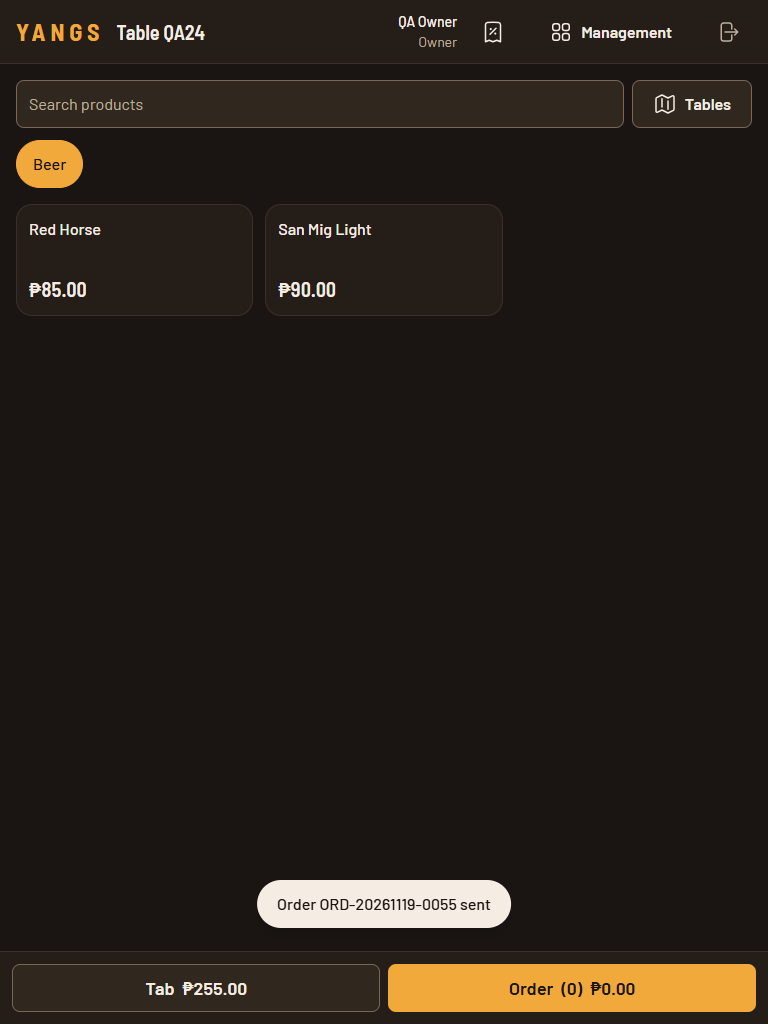 YANGS Table QA24
QA Owner
Owner
Management
Search products
Tables
Beer
Red Horse
₱85.00
San Mig Light
₱90.00
Order ORD-20261119-0055 sent
Tab ₱255.00
Order (0) ₱0.00